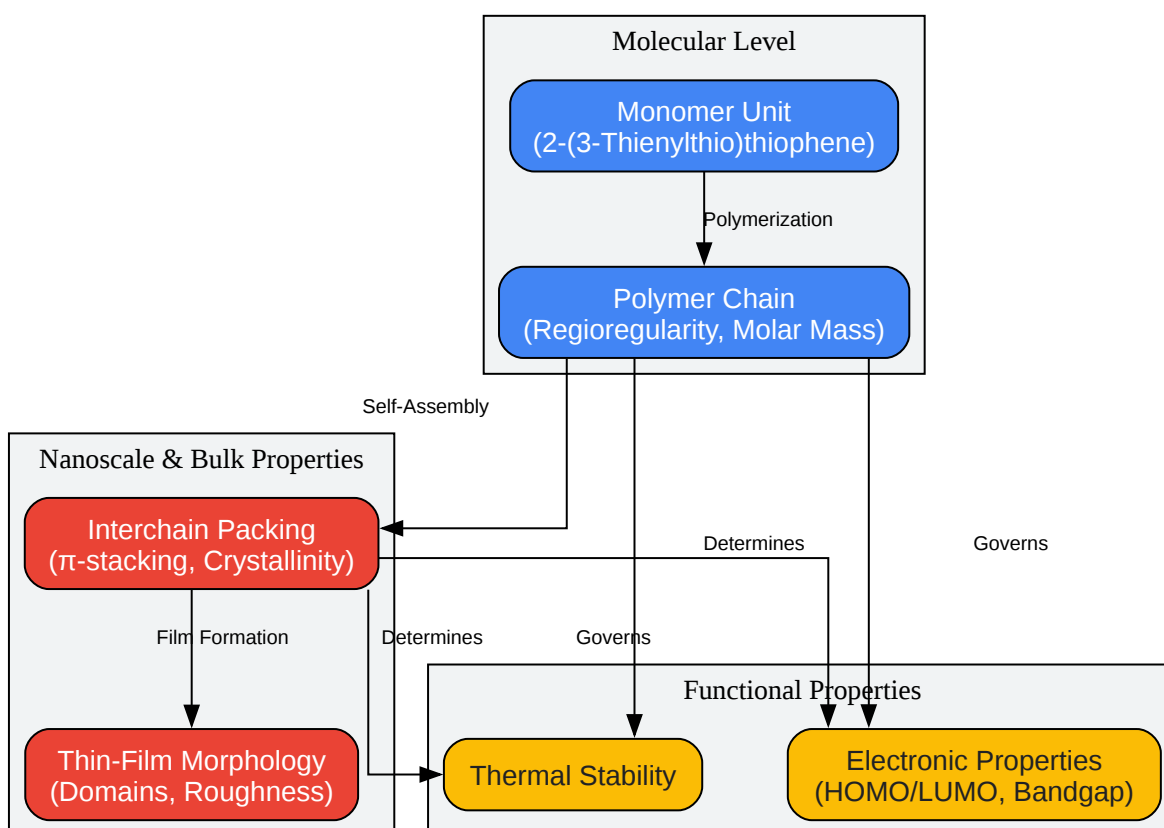 Molecular Level
Monomer Unit
(2-(3-Thienylthio)thiophene)
Polymerization
Polymer Chain
(Regioregularity, Molar Mass)
Self-Assembly
Nanoscale & Bulk Properties
Interchain Packing
(π-stacking, Crystallinity)
Determines
Governs
Film Formation
Determines
Governs
Functional Properties
Thin-Film Morphology
(Domains, Roughness)
Thermal Stability
Electronic Properties
(HOMO/LUMO, Bandgap)